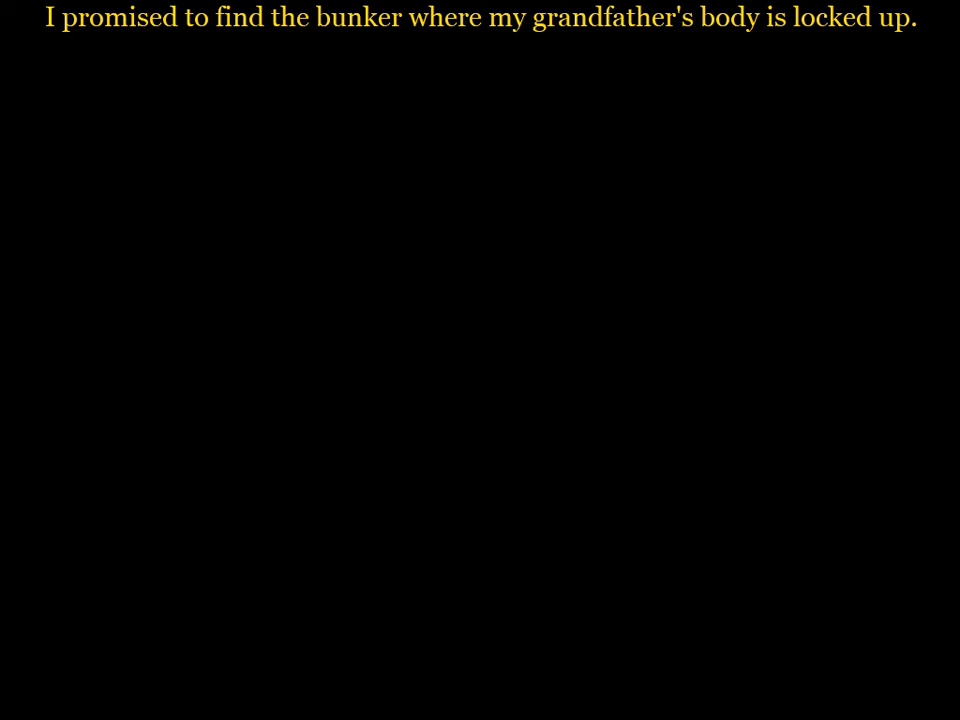 I promised to find the bunker where my grandfather's body is locked up.